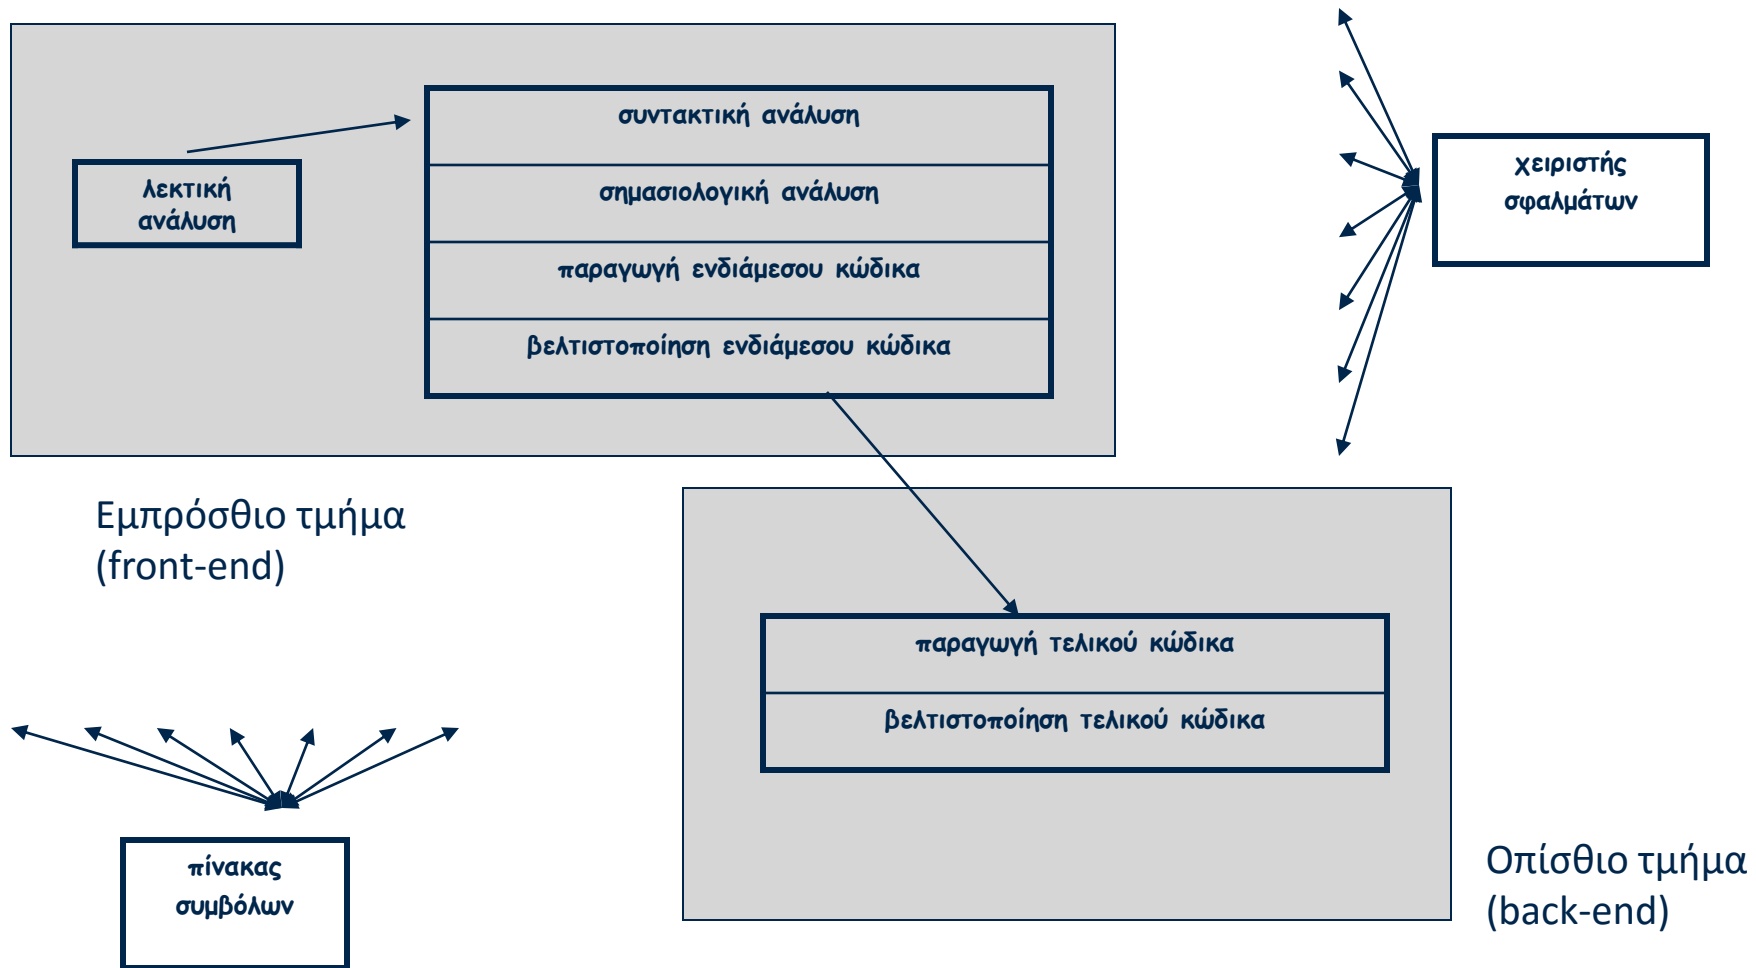 συντακτική ανάλυση
λεκτική
ανάλυση
σημασιολογική ανάλυση
παραγωγή ενδιάμεσου κώδικα
βελτιστοποίηση ενδιάμεσου κώδικα
χειριστής
σφαλμάτων
Εμπρόσθιο τμήμα
(front-end)
παραγωγή τελικού κώδικα
βελτιστοποίηση τελικού κώδικα
πίνακας
συμβόλων
Οπίσθιο τμήμα
(back-end)